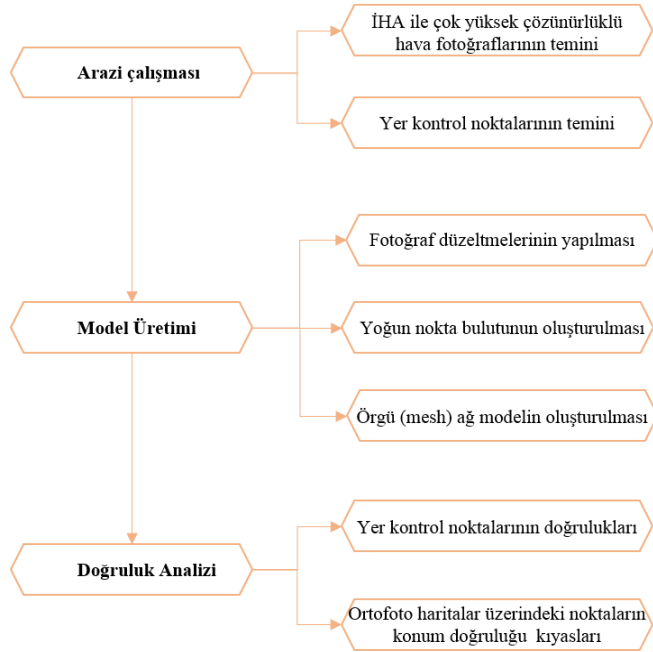 Arazi çalışması
İHA ile çok yüksek çözünürlüklü
hava fotoğraflarının temini
Yer kontrol noktalarının temini
Model Üretimi
Fotoğraf düzeltmelerinin yapılması
Yoğun nokta bulutunun oluşturulması
Örgü (mesh) ağ modelin oluşturulması
Doğruluk Analizi
Yer kontrol noktalarının doğrulukları
Ortofoto haritalar üzerindeki noktaların
konum doğruluğu kıyasları